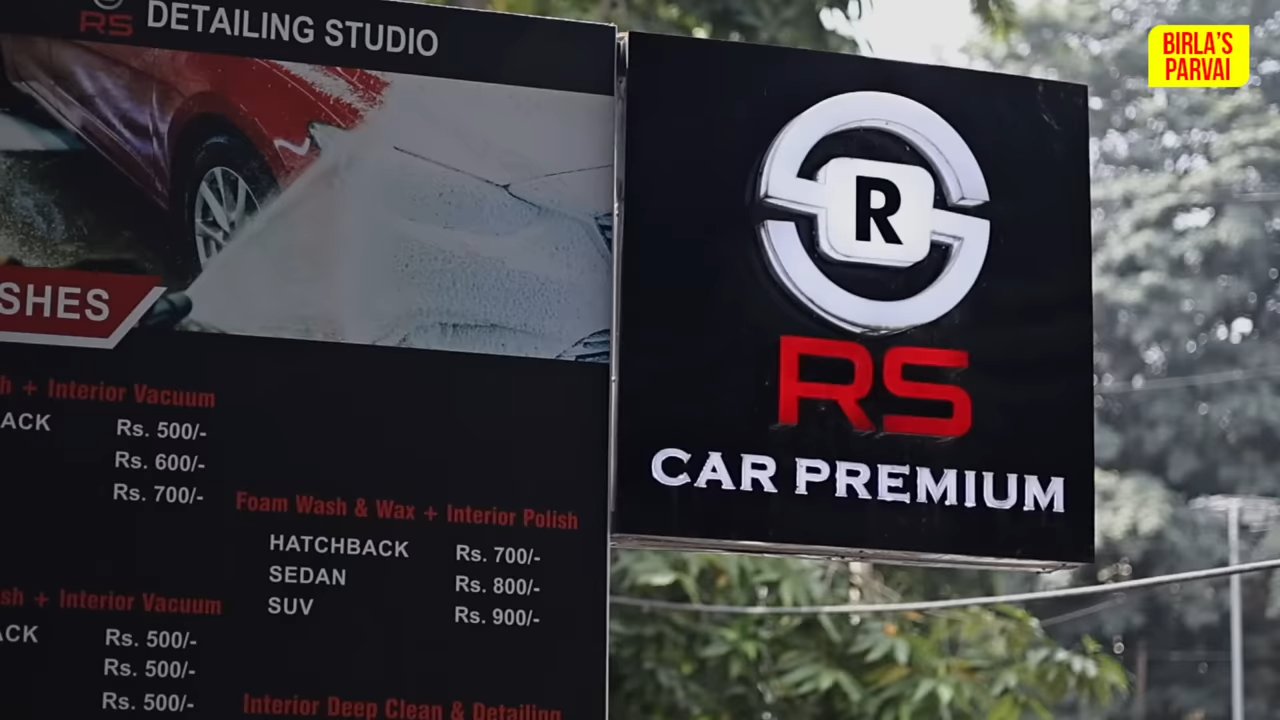 RS DETAILING STUDIO
SHES
h + Interior Vacuum
ACK Rs. 500/-
Rs. 600/-
Rs. 700/-
Foam Wash & Wax + Interior Polish
HATCHBACK Rs. 700/-
SEDAN Rs. 800/-
SUV Rs. 900/-
sh + Interior Vacuum
ACK Rs. 500/-
Rs. 500/-
Rs. 500/-
Interior Deep Clean & Detailing
R
RS
CAR PREMIUM
BIRLA'S
PARVAI